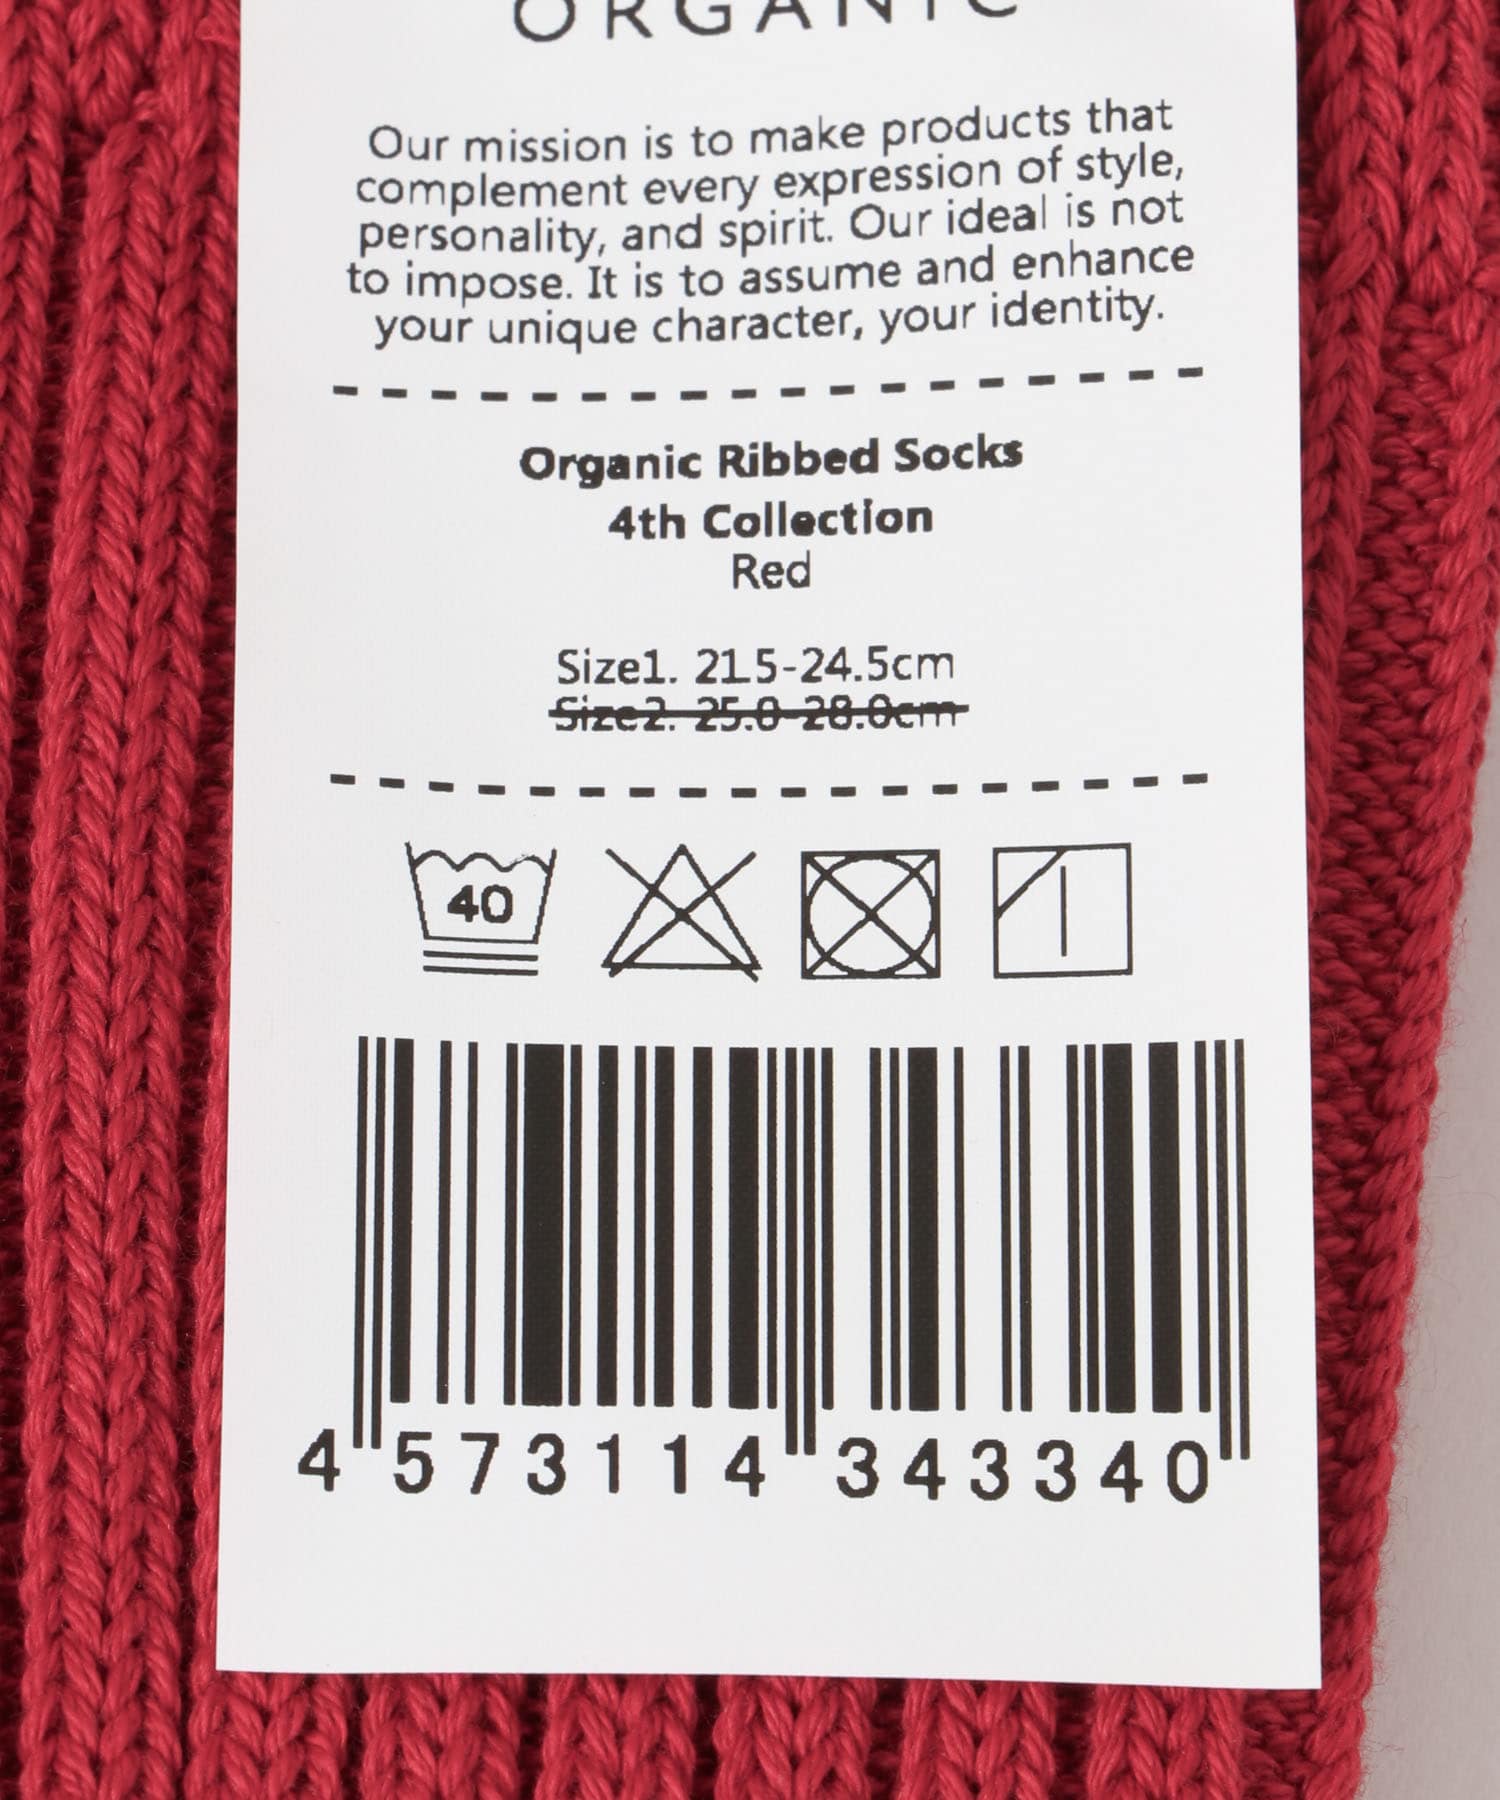 ORGANIC
Our mission is to make products that
complement every expression of style,
personality, and spirit. Our ideal is not
to impose. It is to assume and enhance
your unique character, your identity.
Organic Ribbed Socks
4th Collection
Red
Size1. 21.5-24.5cm
Size2. 25.0-28.0cm
40
4 573114 343340